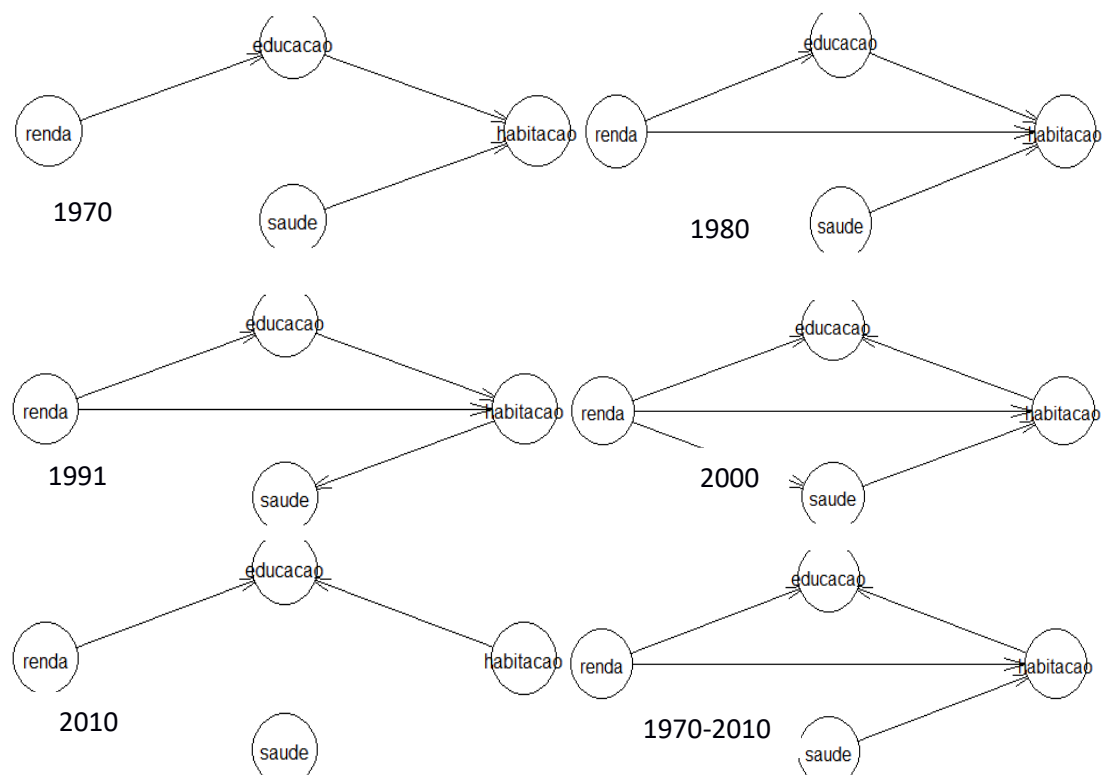 educacao
renda
habitacao
saude
1970
educacao
renda
habitacao
saude
1980
educacao
renda
habitacao
saude
1991
educacao
renda
habitacao
saude
2000
educacao
renda
habitacao
saude
2010
educacao
renda
habitacao
saude
1970-2010